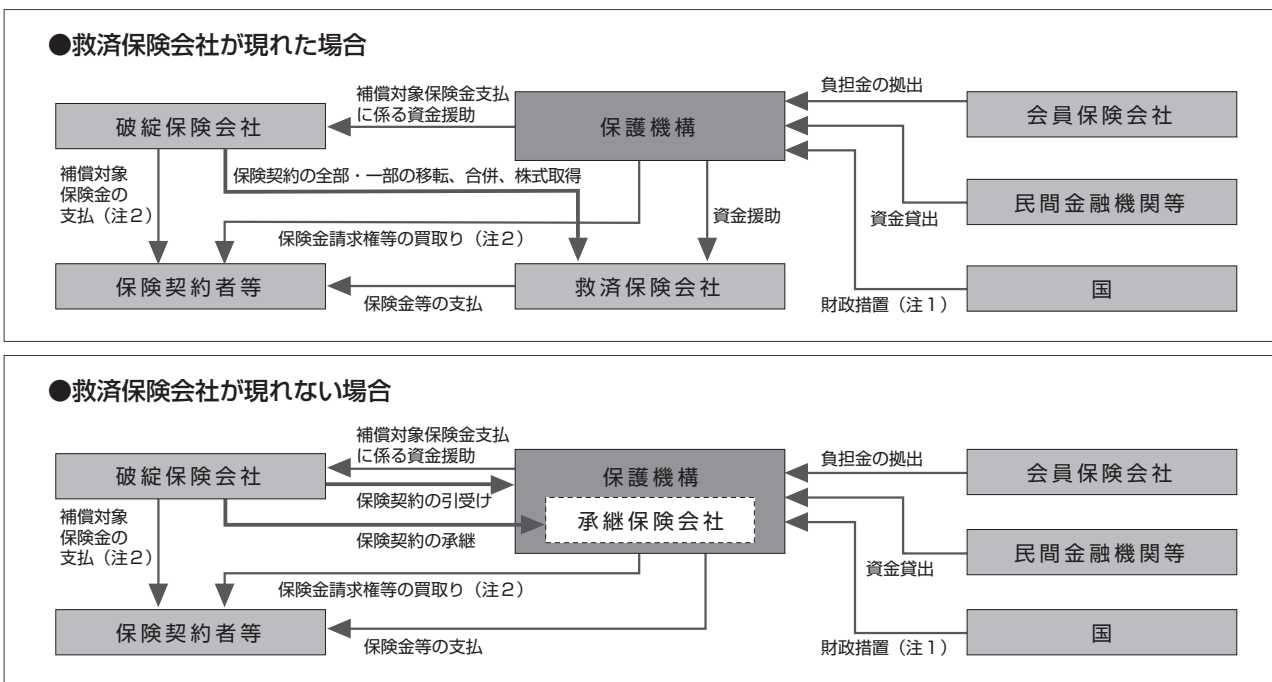 ●救済保険会社が現れた場合
補償対象保険金支払
に係る資金援助
負担金の拠出
破綻保険会社
保護機構
会員保険会社
補償対象
保険金の
支払（注２）
保険契約の全部・一部の移転、合併、株式取得
資金援助
資金貸出
民間金融機関等
保険金請求権等の買取り（注２）
保険契約者等
保険金等の支払
救済保険会社
財政措置（注１）
国
●救済保険会社が現れない場合
補償対象保険金支払
に係る資金援助
負担金の拠出
破綻保険会社
保護機構
会員保険会社
保険契約の引受け
補償対象
保険金の
支払（注２）
承継保険会社
保険契約の承継
資金貸出
民間金融機関等
保険金請求権等の買取り（注２）
保険契約者等
保険金等の支払
財政措置（注１）
国